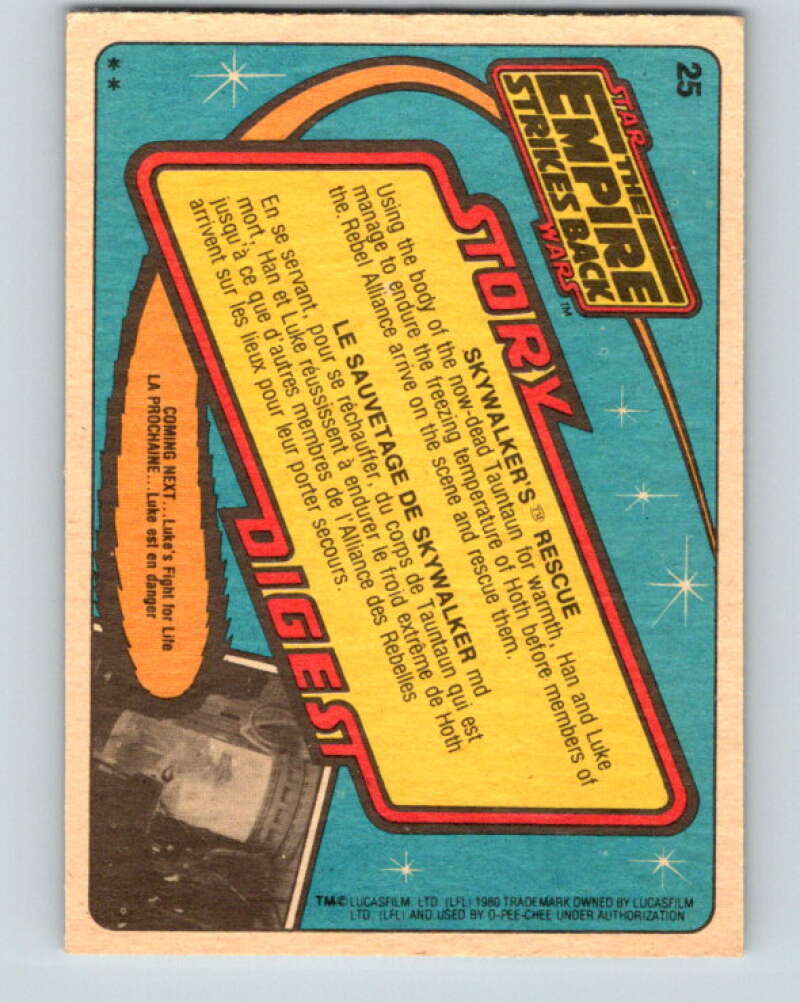 25
STAR
THE
EMPIRE
STRIKES BACK
WARS™
STORY
SKYWALKER'S™ RESCUE
Using the body of the now-dead Tauntaun for warmth, Han and Luke
manage to endure the freezing temperature of Hoth before members of
the Rebel Alliance arrive on the scene and rescue them.
LE SAUVETAGE DE SKYWALKER md
En se servant, pour se réchauffer, du corps de Tauntaun qui est
mort, Han et Luke réussissent à endurer le froid extrême de Hoth
jusqu'à ce que d'autres membres de l'Alliance des Rebelles
arrivent sur les lieux pour leur porter secours.
DIGEST
COMING NEXT...Luke's Fight for Life
LA PROCHAINE...Luke est en danger
**
TM© LUCASFILM, LTD. (LFL) 1980 TRADEMARK OWNED BY LUCASFILM
LTD. (LFL) AND USED BY O-PEE-CHEE UNDER AUTHORIZATION